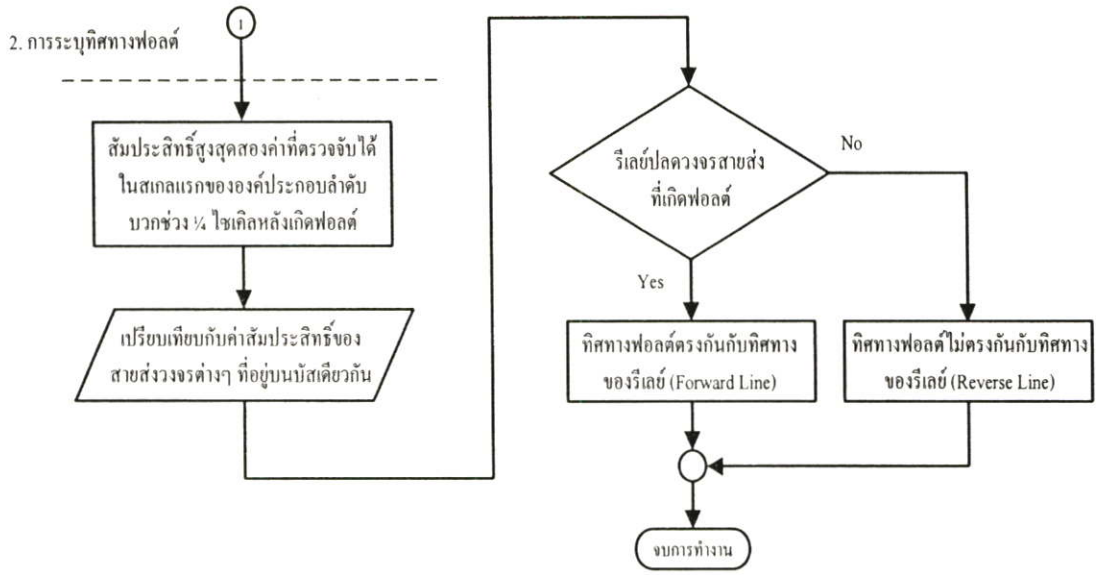 1
2. การระบุทิศทางฟอลต์
สัมประสิทธิ์สูงสุดสองค่าที่ตรวจจับได้
ในสเกลแรกขององค์ประกอบลำดับ
บวกช่วง ¼ ไซเคิลหลังเกิดฟอลต์
เปรียบเทียบกับค่าสัมประสิทธิ์ของ
สายส่งวงจรต่างๆ ที่อยู่บนบัสเดียวกัน
รีเลย์ปลดวงจรสายส่ง
ที่เกิดฟอลต์
No
Yes
ทิศทางฟอลต์ตรงกันกับทิศทาง
ของรีเลย์ (Forward Line)
ทิศทางฟอลต์ไม่ตรงกันกับทิศทาง
ของรีเลย์ (Reverse Line)
จบการทำงาน